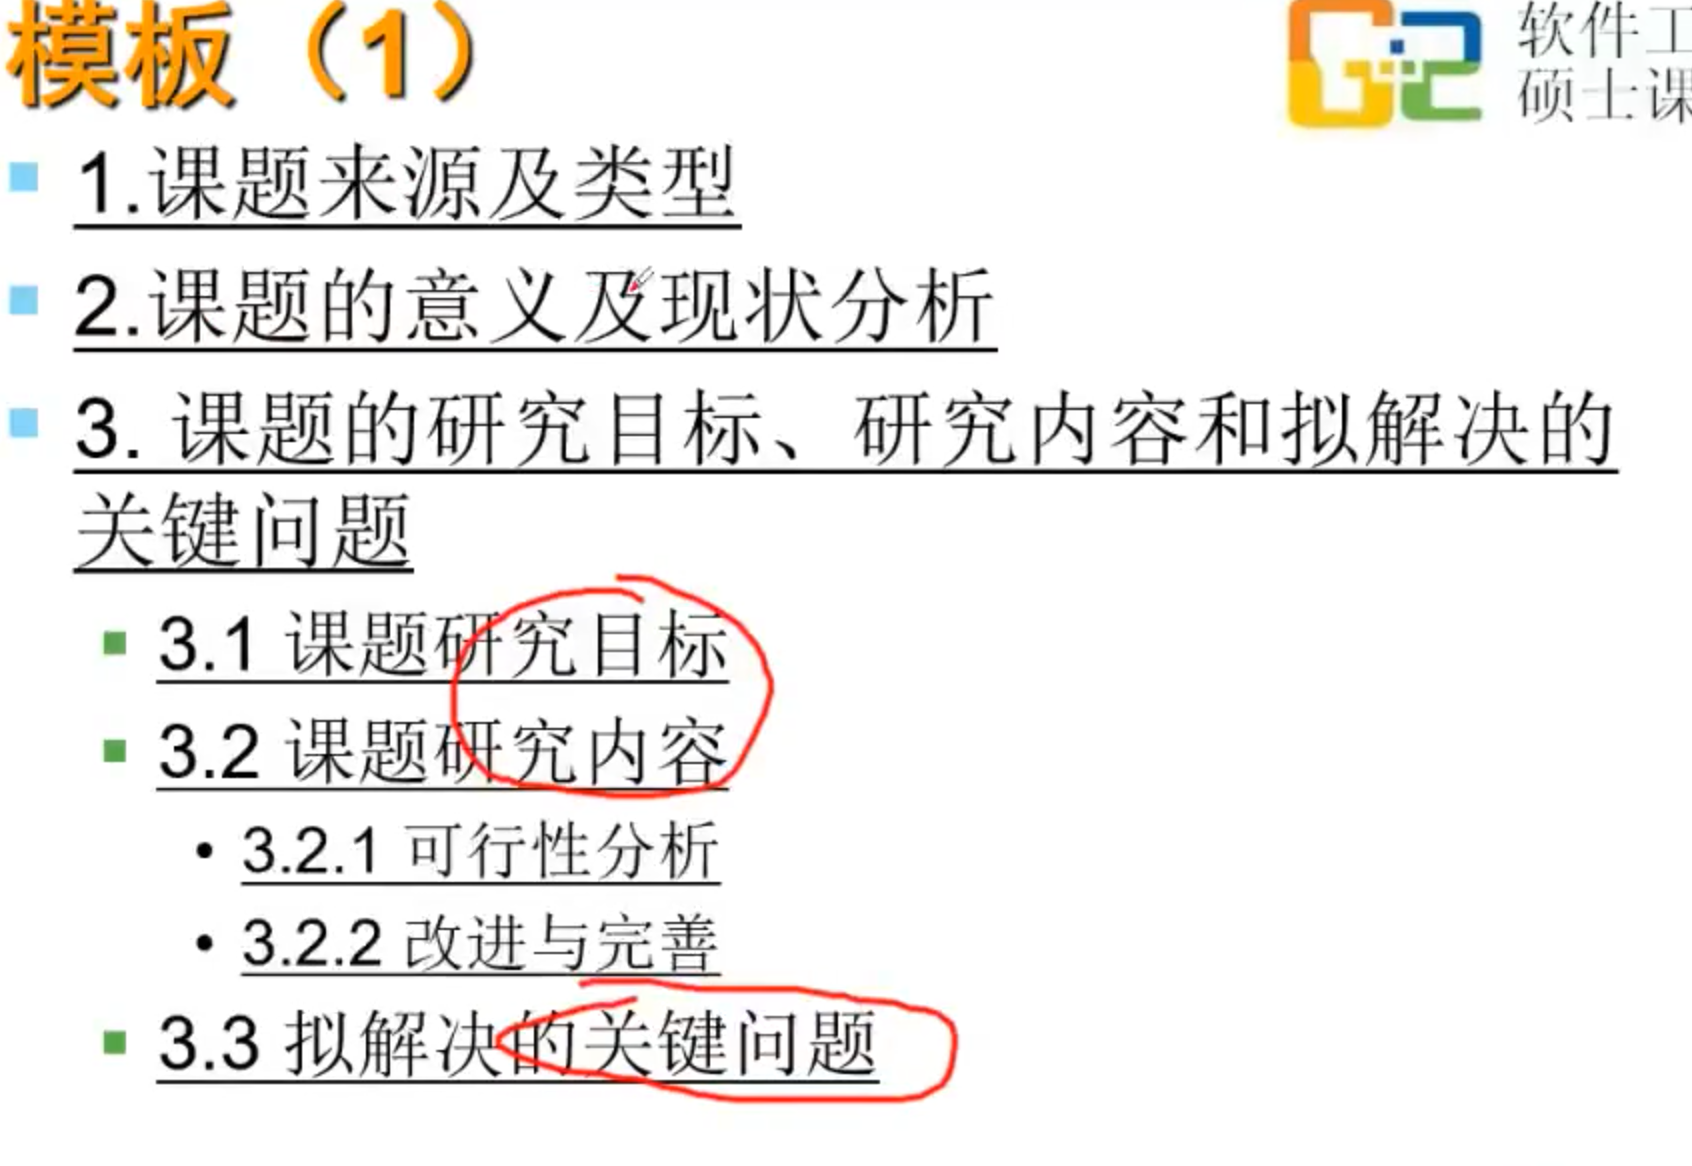 模板（1）
软件工
硕士课
1.课题来源及类型
2.课题的意义及现状分析
3. 课题的研究目标、研究内容和拟解决的
关键问题
3.1 课题研究目标
3.2 课题研究内容
3.2.1 可行性分析
3.2.2 改进与完善
3.3 拟解决的关键问题